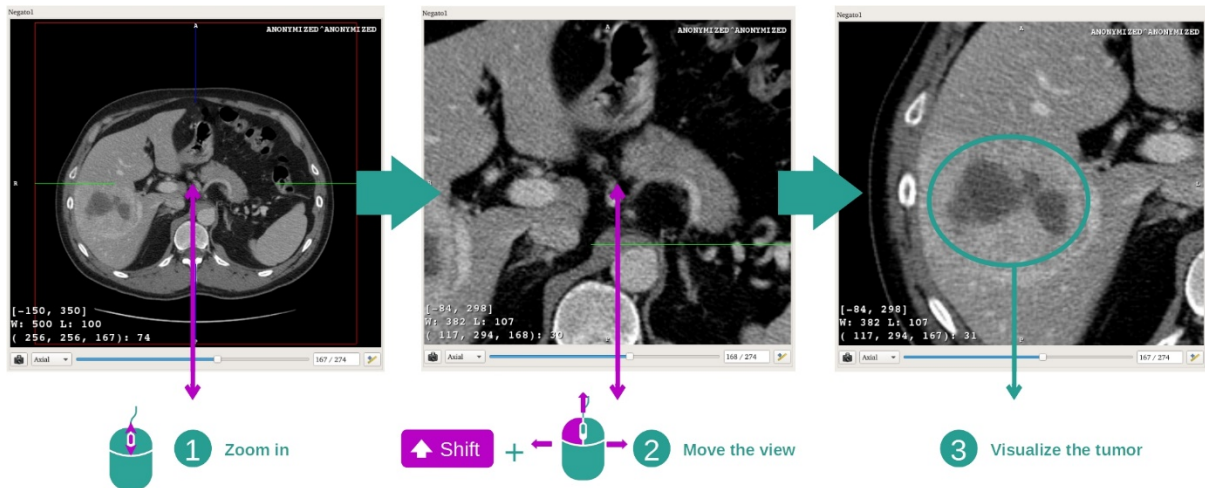 Negato1
A
ANONYMIZED^ANONYMIZED
R
[-150, 350]
W: 500 L: 100
( 256, 256, 167): 74
Axial
167 / 274
Negato1
A
ANONYMIZED^ANONYMIZED
[-84, 298]
W: 382 L: 107
( 117, 294, 168): 30
P
Axial
168 / 274
Negato1
A
ANONYMIZED^ANONYMIZED
L
[-84, 298]
W: 382 L: 107
( 117, 294, 167): 31
P
Axial
167 / 274
1 Zoom in
Shift + 2 Move the view
3 Visualize the tumor